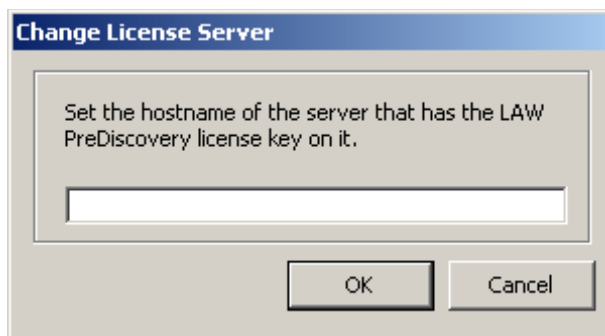 Change License Server
Set the hostname of the server that has the LAW
PreDiscovery license key on it.
OK
Cancel